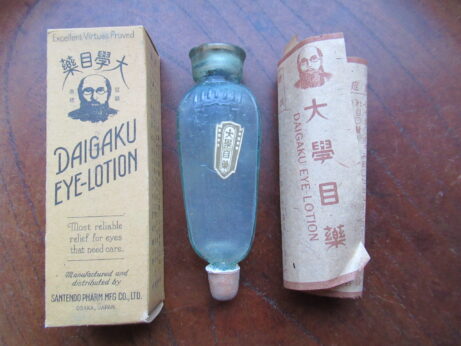 Excellent Virtues Proved
大學目藥
DAIGAKU
EYE-LOTION
Most reliable
relief for eyes
that need care.
Manufactured and
distributed by
SANTENDO PHARM MFG CO., LTD.
OSAKA, JAPAN
大學目藥
大學目藥
DAIGAKU EYE-LOTION